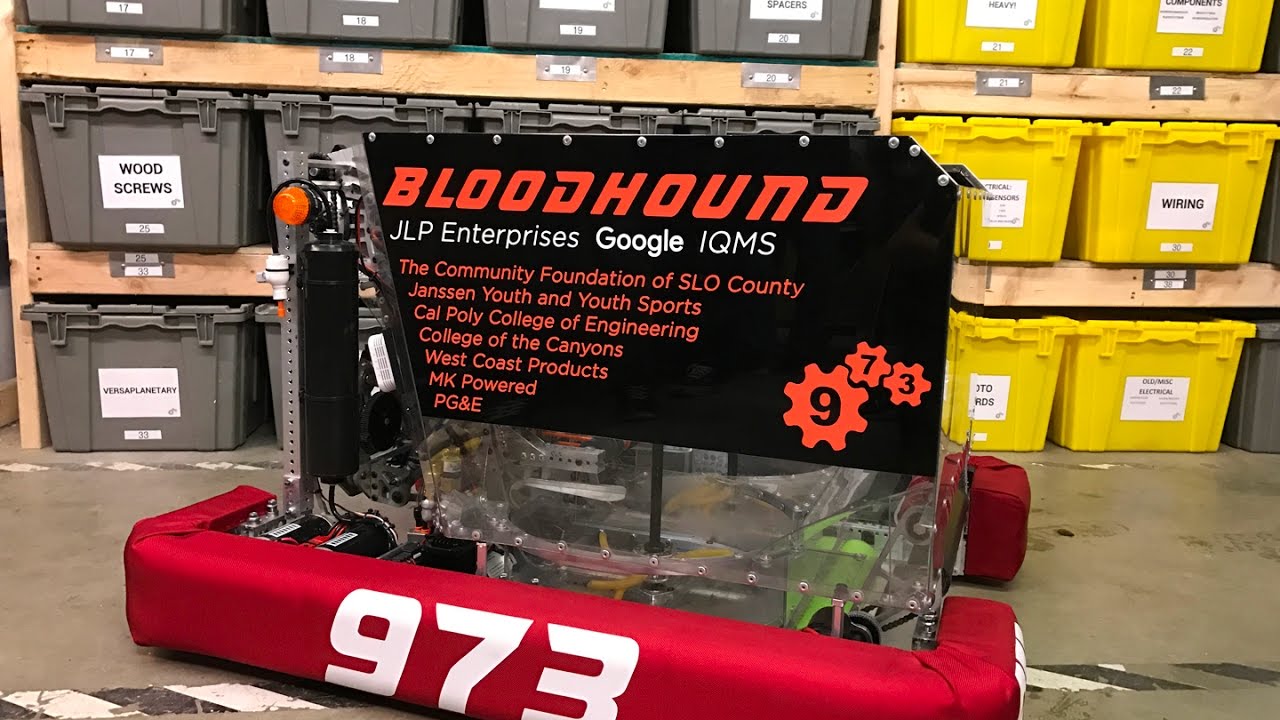 17
18
SPACERS
19
20
HEAVY!
21
COMPONENTS
22
17
18
19
20
21
22
WOOD
SCREWS
25
WIRING
30
25
33
30
38
BLOODHOUND
JLP Enterprises Google IQMS
The Community Foundation of SLO County
Janssen Youth and Youth Sports
Cal Poly College of Engineering
College of the Canyons
West Coast Products
MK Powered
PG&E
9 7 3
VERSAPLANETARY
33
OLD/MISC
ELECTRICAL
973